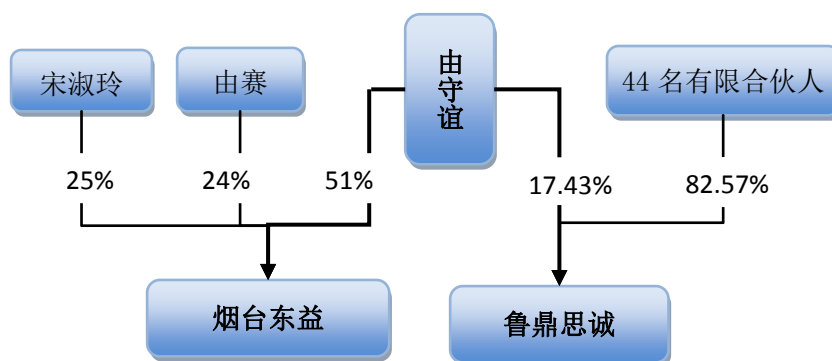 宋淑玲
由赛
由守谊
44 名有限合伙人
25%
24%
51%
17.43%
82.57%
烟台东益
鲁鼎思诚